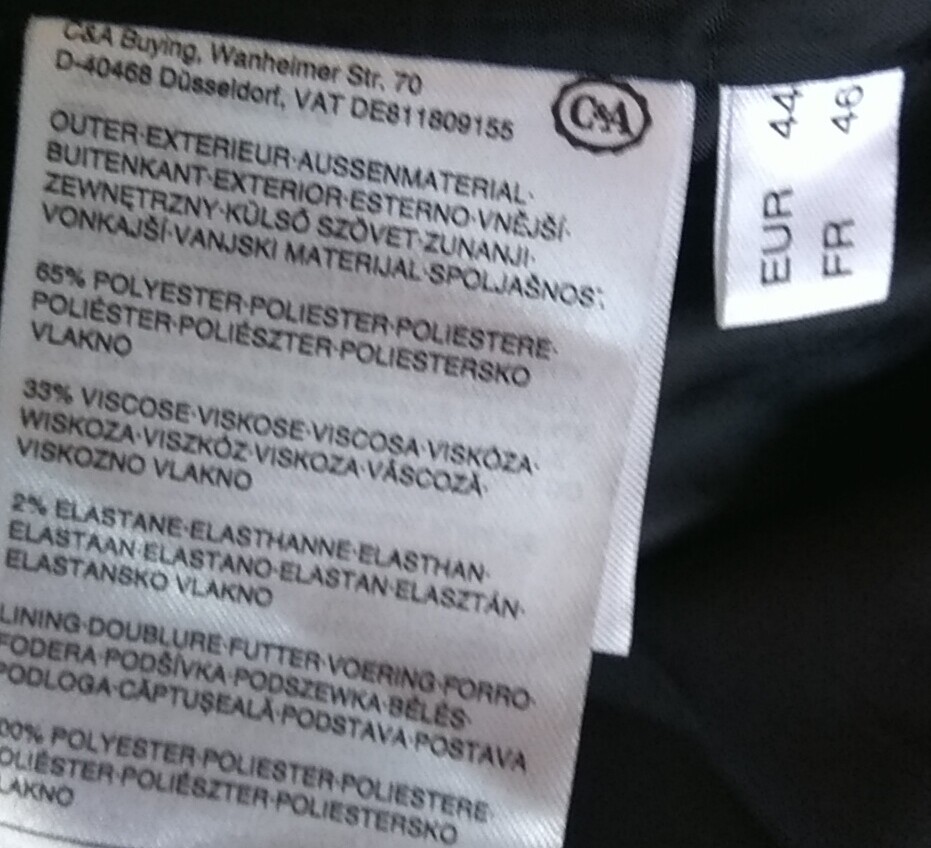 C&A Buying, Wanheimer Str. 70
D-40468 Düsseldorf, VAT DE811809155
C&A
OUTER·EXTERIEUR·AUSSENMATERIAL·
BUITENKANT·EXTERIOR·ESTERNO·VNĚJŠÍ·
ZEWNĘTRZNY·KÜLSŐ SZÖVET·ZUNANJI·
VONKAJŠÍ·VANJSKI MATERIJAL·SPOLJAŠNOST:
65% POLYESTER·POLIESTER·POLIESTERE·
POLIÉSTER·POLIÉSZTER·POLIESTERSKO
VLAKNO
33% VISCOSE·VISKOSE·VISCOSA·VISKÓZA·
WISKOZA·VISZKÓZ·VISKOZA·VÂSCOZĂ·
VISKOZNO VLAKNO
2% ELASTANE·ELASTHANNE·ELASTHAN·
ELASTAAN·ELASTANO·ELASTAN·ELASZTÁN·
ELASTANSKO VLAKNO
LINING·DOUBLURE·FUTTER·VOERING·FORRO·
FODERA·PODŠÍVKA·PODSZEWKA·BÉLÉS·
PODLOGA·CĂPTUŞEALĂ·PODSTAVA·POSTAVA
00% POLYESTER·POLIESTER·POLIESTERE·
OLIÉSTER·POLIÉSZTER·POLIESTERSKO
LAKNO
EUR 44
FR 46